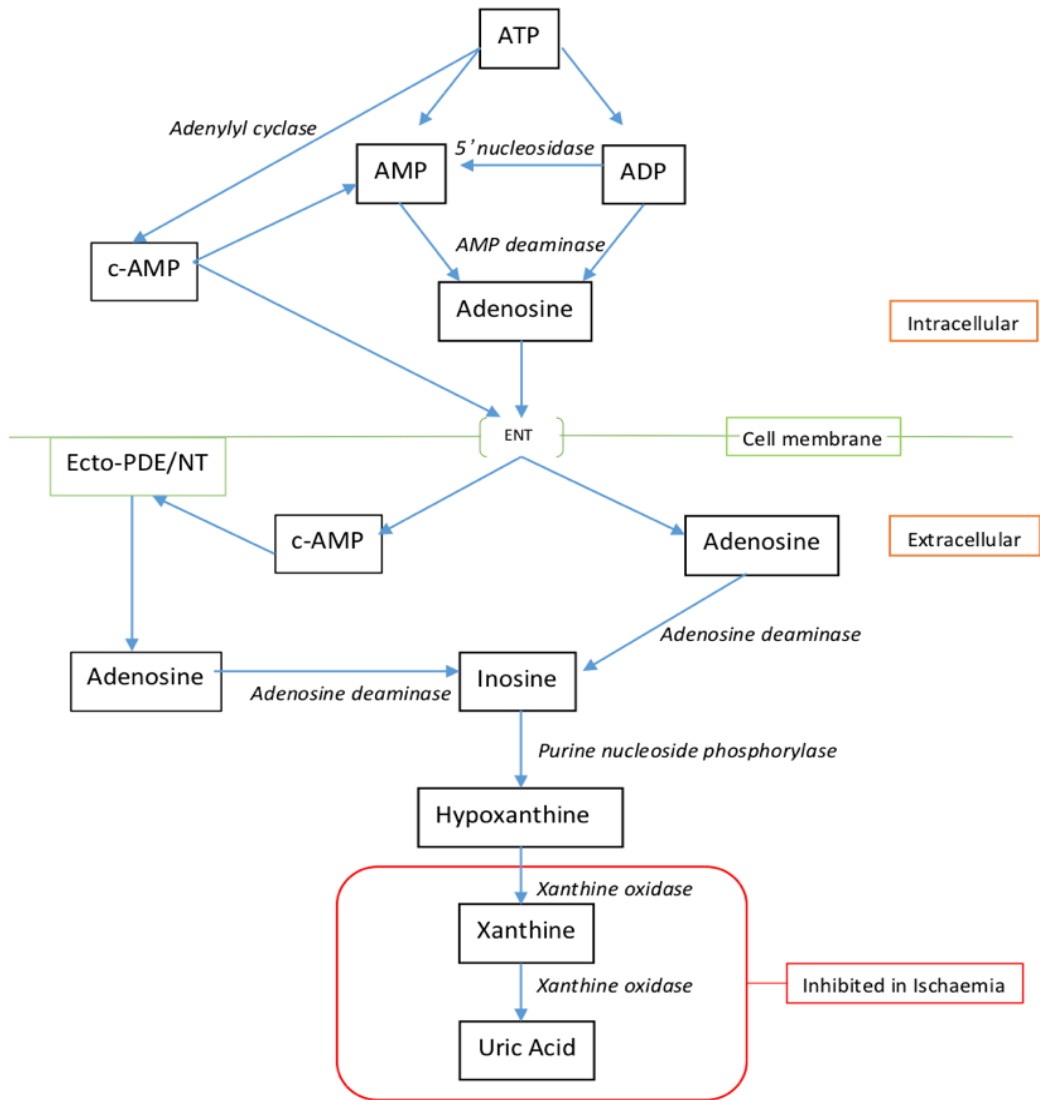 ATP
Adenylyl cyclase
5’ nucleosidase
AMP
ADP
AMP deaminase
c-AMP
Adenosine
Intracellular
ENT
Cell membrane
Ecto-PDE/NT
c-AMP
Adenosine
Extracellular
Adenosine deaminase
Adenosine
Adenosine deaminase
Inosine
Purine nucleoside phosphorylase
Hypoxanthine
Xanthine oxidase
Xanthine
Xanthine oxidase
Inhibited in Ischaemia
Uric Acid